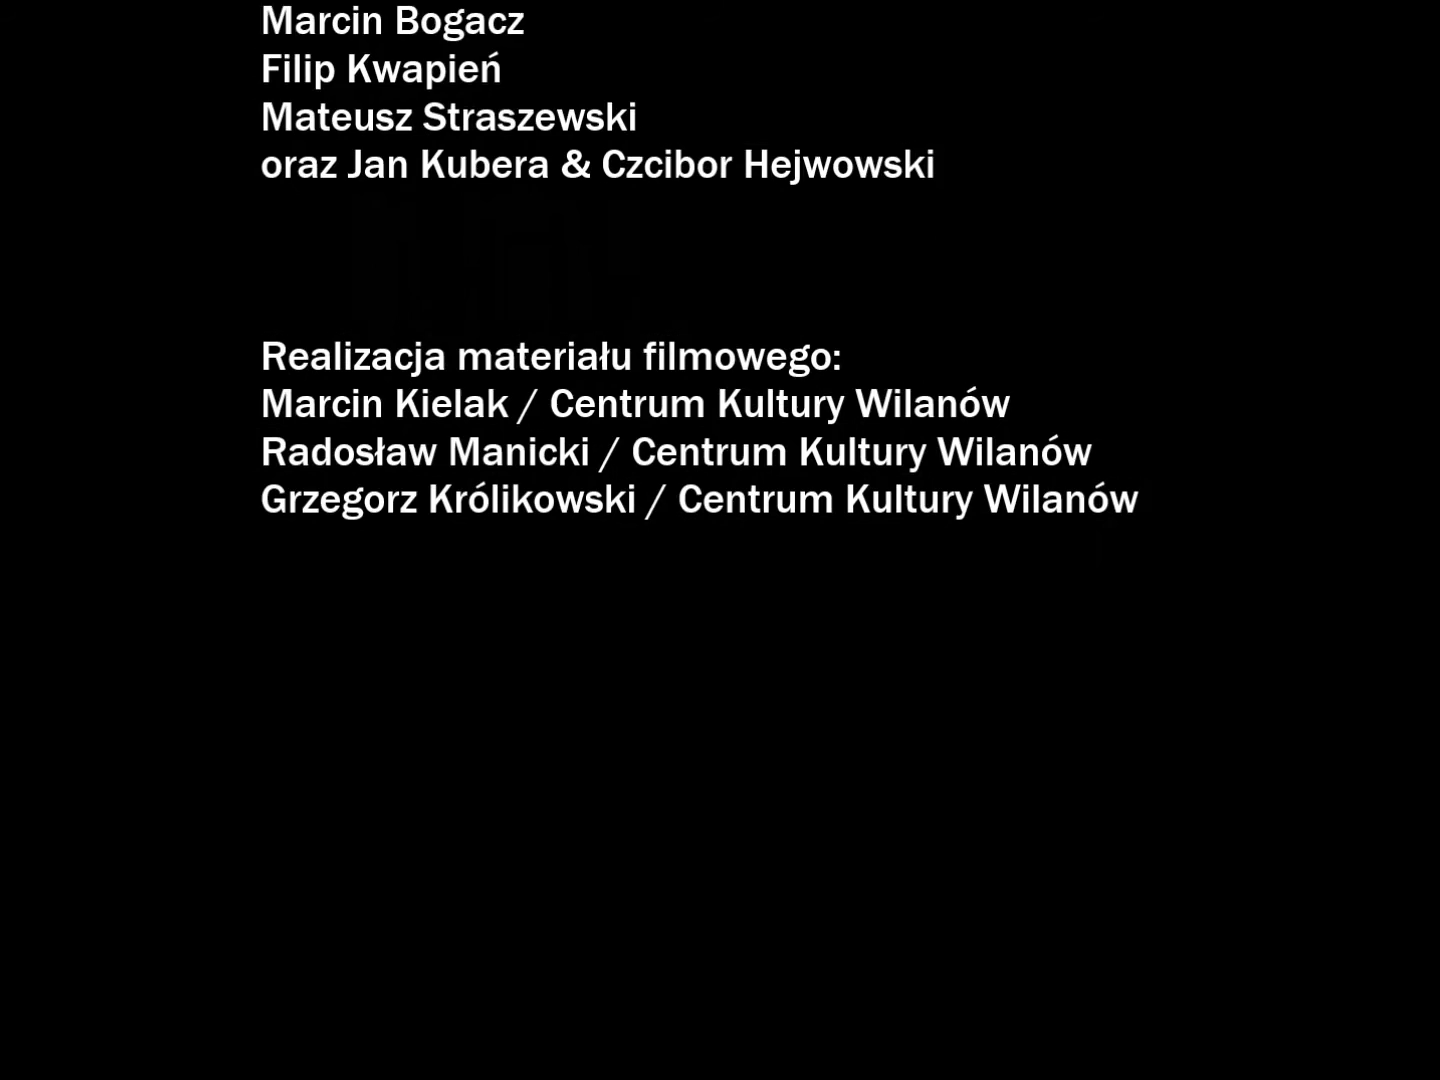 Marcin Bogacz
Filip Kwapień
Mateusz Straszewski
oraz Jan Kubera & Czcibor Hejwowski
Realizacja materiału filmowego:
Marcin Kielak / Centrum Kultury Wilanów
Radosław Manicki / Centrum Kultury Wilanów
Grzegorz Królikowski / Centrum Kultury Wilanów